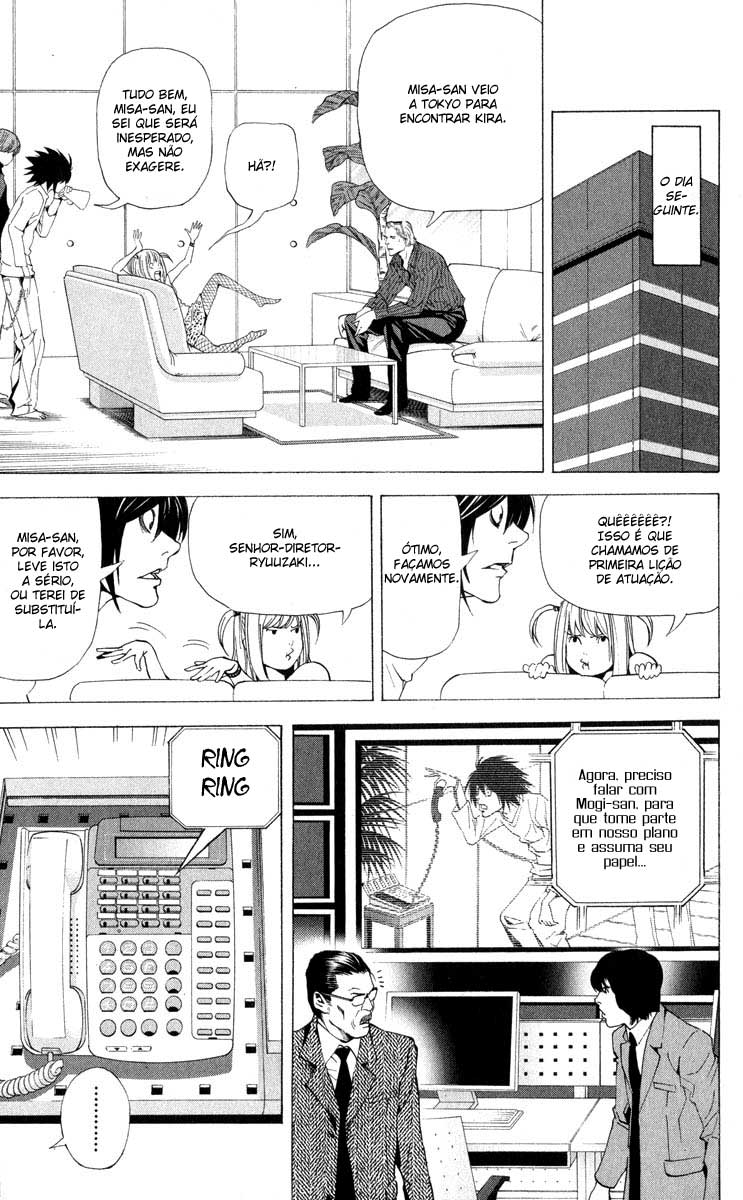 O DIA
SE-
GUINTE.
MISA-SAN VEIO
A TOKYO PARA
ENCONTRAR KIRA.
HÃ?!
TUDO BEM,
MISA-SAN, EU
SEI QUE SERÁ
INESPERADO,
MAS NÃO
EXAGERE.
QUÊÊÊÊÊÊ?!
ISSO É QUE
CHAMAMOS DE
PRIMEIRA LIÇÃO
DE ATUAÇÃO.
ÓTIMO,
FAÇAMOS
NOVAMENTE.
SIM,
SENHOR-DIRETOR-
RYUUZAKI...
MISA-SAN,
POR FAVOR,
LEVE ISTO
A SÉRIO,
OU TEREI DE
SUBSTITUÍ-
LA.
Agora, preciso
falar com
Mogi-san, para
que tome parte
em nosso plano
e assuma seu
papel...
RING
RING
........